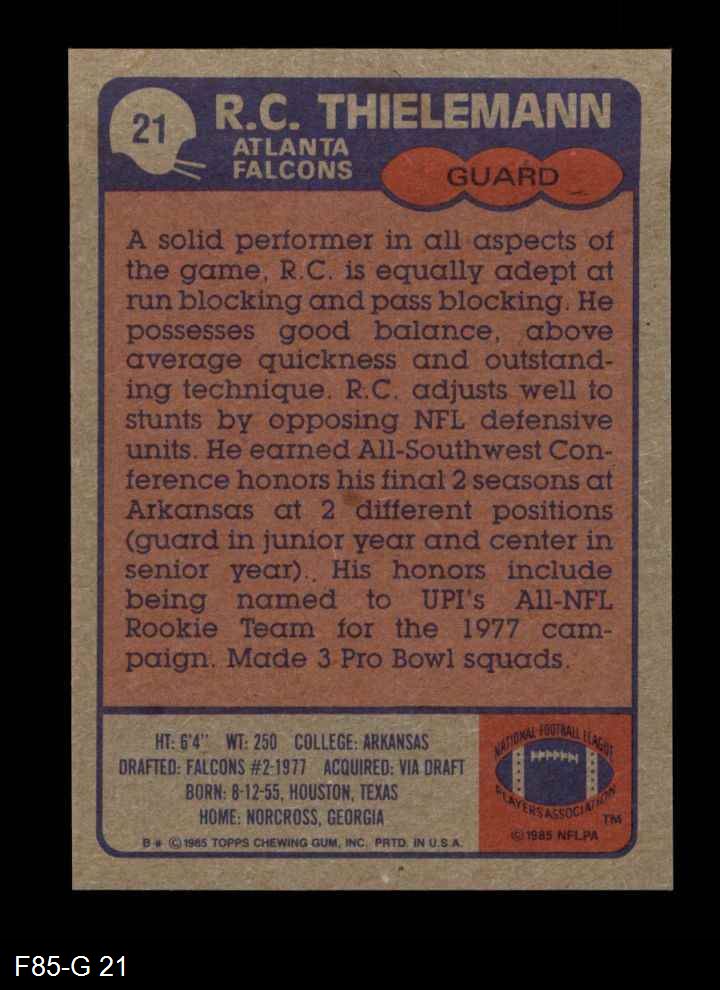 21
R.C. THIELEMANN
ATLANTA
FALCONS
GUARD
A solid performer in all aspects of
the game, R.C. is equally adept at
run blocking and pass blocking. He
possesses good balance, above
average quickness and outstand-
ing technique. R.C. adjusts well to
stunts by opposing NFL defensive
units. He earned All-Southwest Con-
ference honors his final 2 seasons at
Arkansas at 2 different positions
(guard in junior year and center in
senior year). His honors include
being named to UPI's All-NFL
Rookie Team for the 1977 cam-
paign. Made 3 Pro Bowl squads.
HT: 6'4" WT: 250 COLLEGE: ARKANSAS
DRAFTED: FALCONS #2-1977 ACQUIRED: VIA DRAFT
BORN: 8-12-55, HOUSTON, TEXAS
HOME: NORCROSS, GEORGIA
B# © 1985 TOPPS CHEWING GUM, INC. PRTD. IN U.S.A.
NATIONAL FOOTBALL LEAGUE
PLAYERS ASSOCIATION
TM
© 1985 NFLPA
F85-G 21